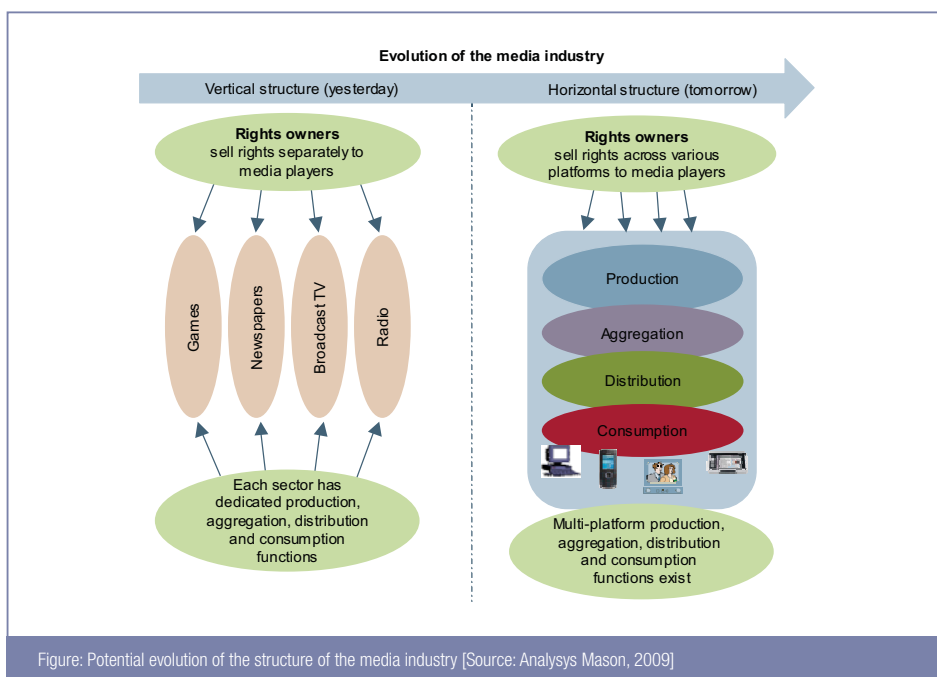 Evolution of the media industry
Vertical structure (yesterday)
Horizontal structure (tomorrow)
Rights owners
sell rights separately to
media players
Rights owners
sell rights across various
platforms to media players
Games
Newspapers
Broadcast TV
Radio
Production
Aggregation
Distribution
Consumption
Each sector has
dedicated production,
aggregation, distribution
and consumption
functions
Multi-platform production,
aggregation, distribution
and consumption
functions exist
Figure: Potential evolution of the structure of the media industry [Source: Analysys Mason, 2009]